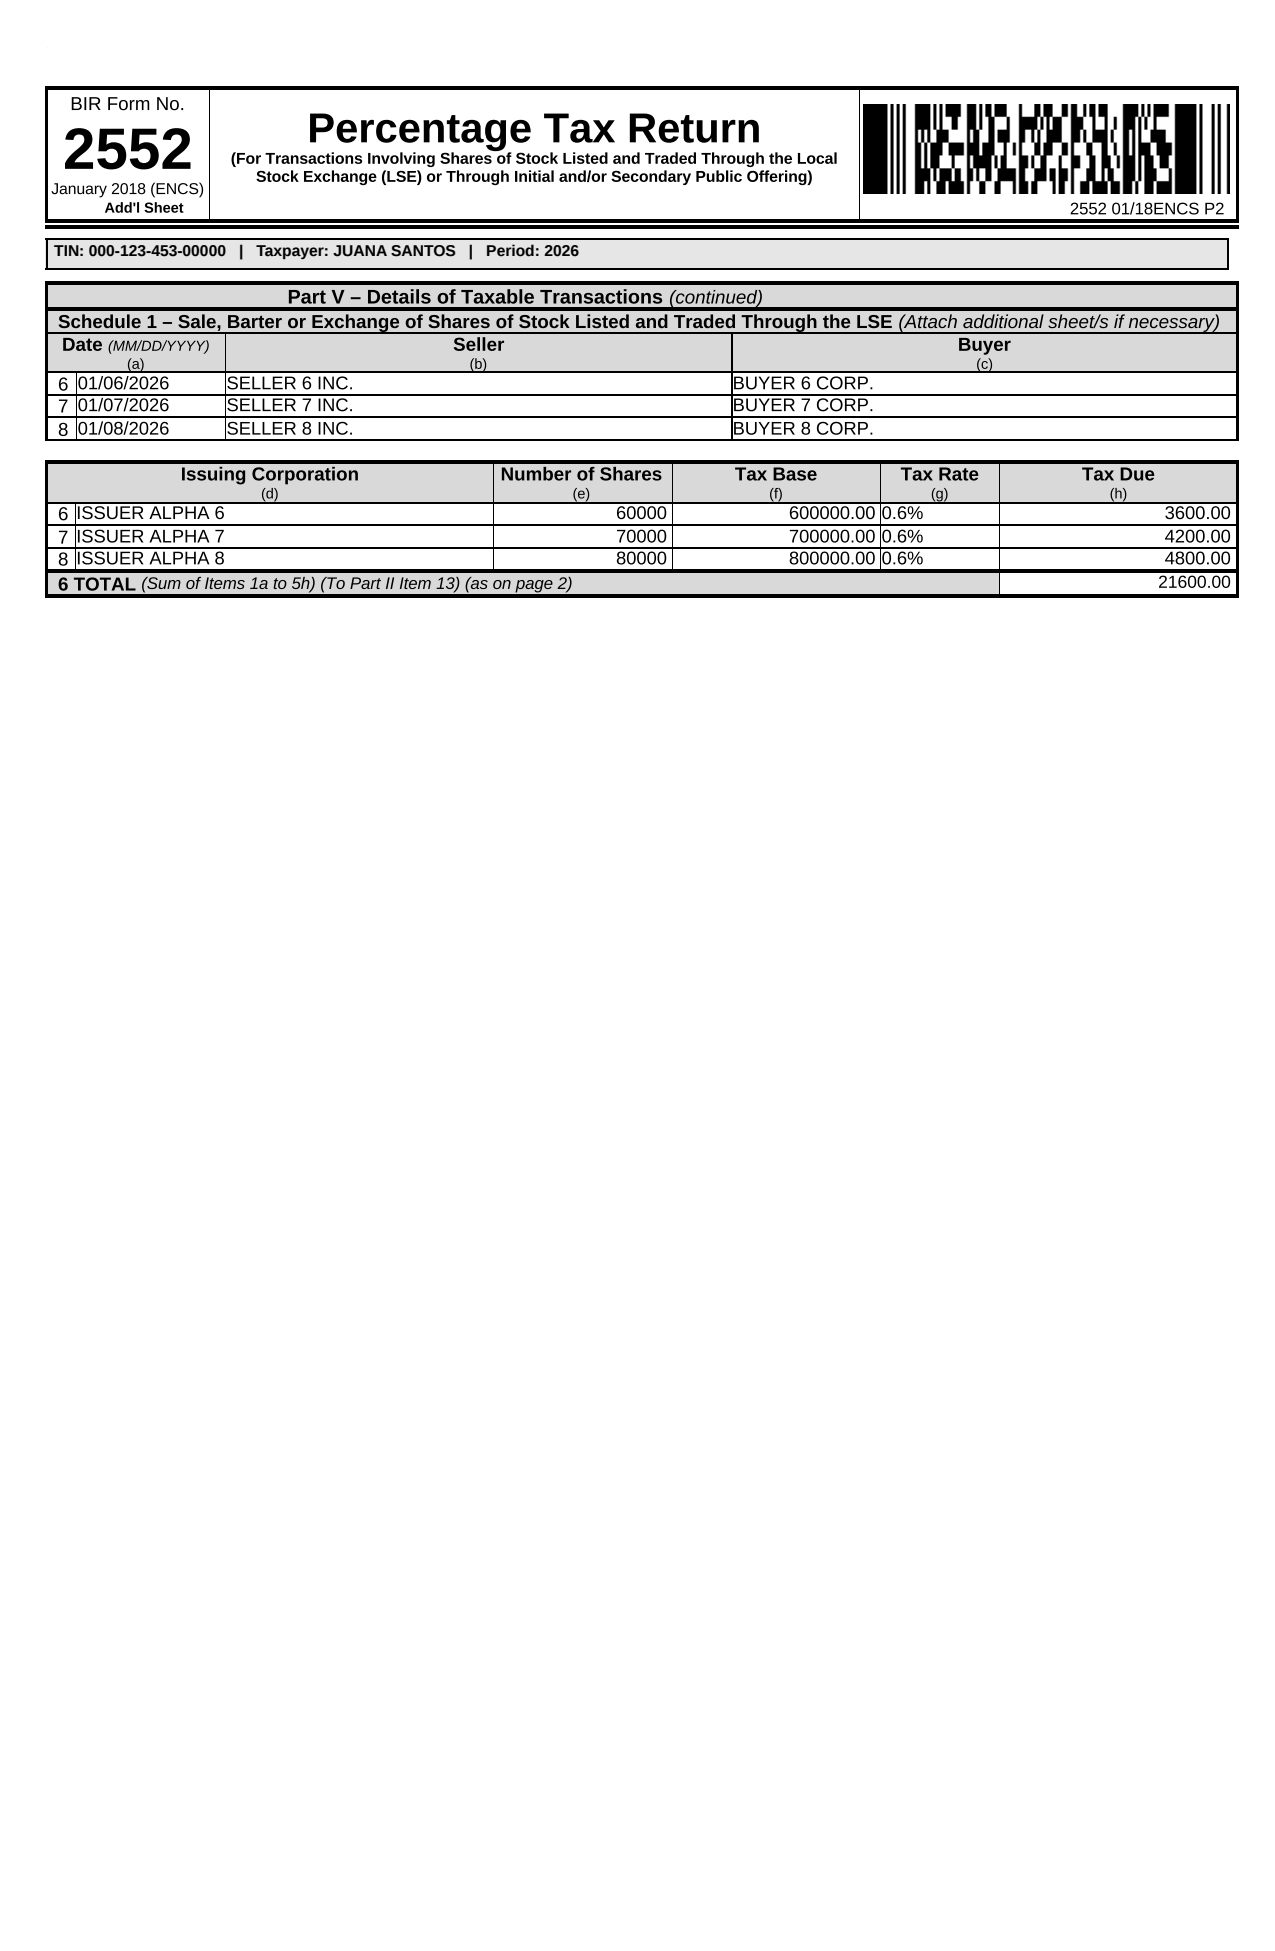 BIR Form No.
2552
January 2018 (ENCS)
Add'l Sheet
Percentage Tax Return
(For Transactions Involving Shares of Stock Listed and Traded Through the Local
Stock Exchange (LSE) or Through Initial and/or Secondary Public Offering)
2552 01/18ENCS P2
TIN: 000-123-453-00000 | Taxpayer: JUANA SANTOS | Period: 2026
Part V – Details of Taxable Transactions (continued)
Schedule 1 – Sale, Barter or Exchange of Shares of Stock Listed and Traded Through the LSE (Attach additional sheet/s if necessary)
Date (MM/DD/YYYY) Seller Buyer
(a) (b) (c)
6 01/06/2026 SELLER 6 INC. BUYER 6 CORP.
7 01/07/2026 SELLER 7 INC. BUYER 7 CORP.
8 01/08/2026 SELLER 8 INC. BUYER 8 CORP.
Issuing Corporation Number of Shares Tax Base Tax Rate Tax Due
(d) (e) (f) (g) (h)
6 ISSUER ALPHA 6 60000 600000.00 0.6% 3600.00
7 ISSUER ALPHA 7 70000 700000.00 0.6% 4200.00
8 ISSUER ALPHA 8 80000 800000.00 0.6% 4800.00
6 TOTAL (Sum of Items 1a to 5h) (To Part II Item 13) (as on page 2) 21600.00